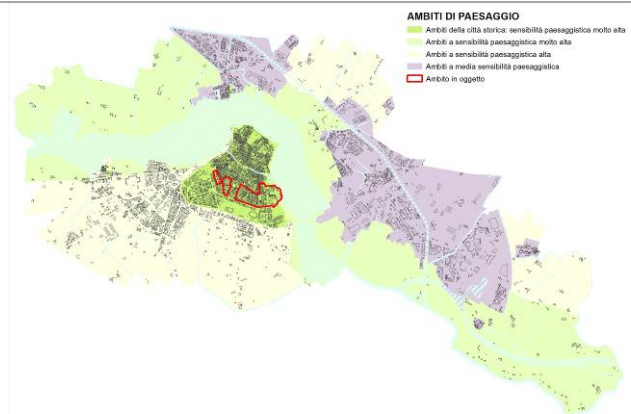 AMBITI DI PAESAGGIO
Ambiti della città storica: sensibilità paesaggistica molto alta
Ambiti a sensibilità paesaggistica molto alta
Ambiti a sensibilità paesaggistica alta
Ambiti a media sensibilità paesaggistica
Ambito in oggetto